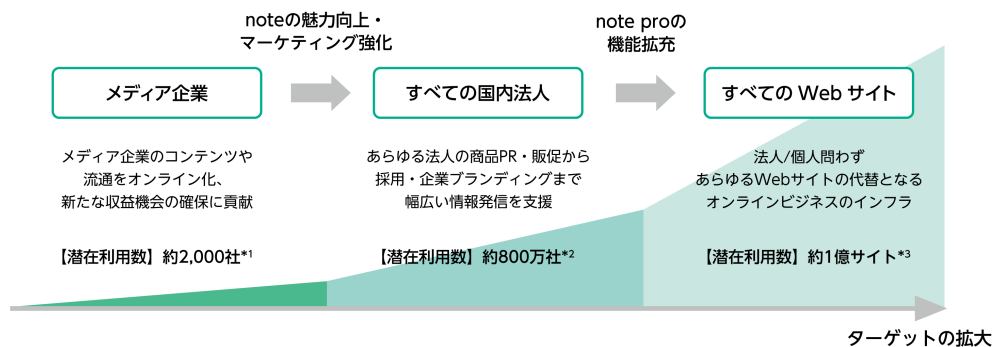 noteの魅力向上・
マーケティング強化
note proの
機能拡充
メディア企業
すべての国内法人
すべての Web サイト
メディア企業のコンテンツや
流通をオンライン化、
新たな収益機会の確保に貢献
あらゆる法人の商品PR・販促から
採用・企業ブランディングまで
幅広い情報発信を支援
法人/個人問わず
あらゆるWebサイトの代替となる
オンラインビジネスのインフラ
【潜在利用数】約2,000社*1
【潜在利用数】約800万社*2
【潜在利用数】約1億サイト*3
ターゲットの拡大